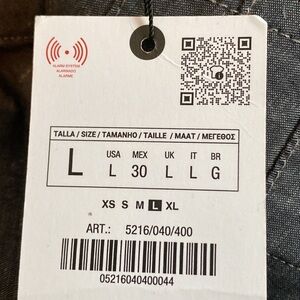 ALARM SYSTEM
ALARMADO
ALARME
TALLA / SIZE / TAMANHO / TAILLE / MAAT / ΜΕΓΕΘΟΣ
L
USA MEX UK IT BR
L 30 L L G
XS S M L XL
ART.: 5216/040/400
05216040400044